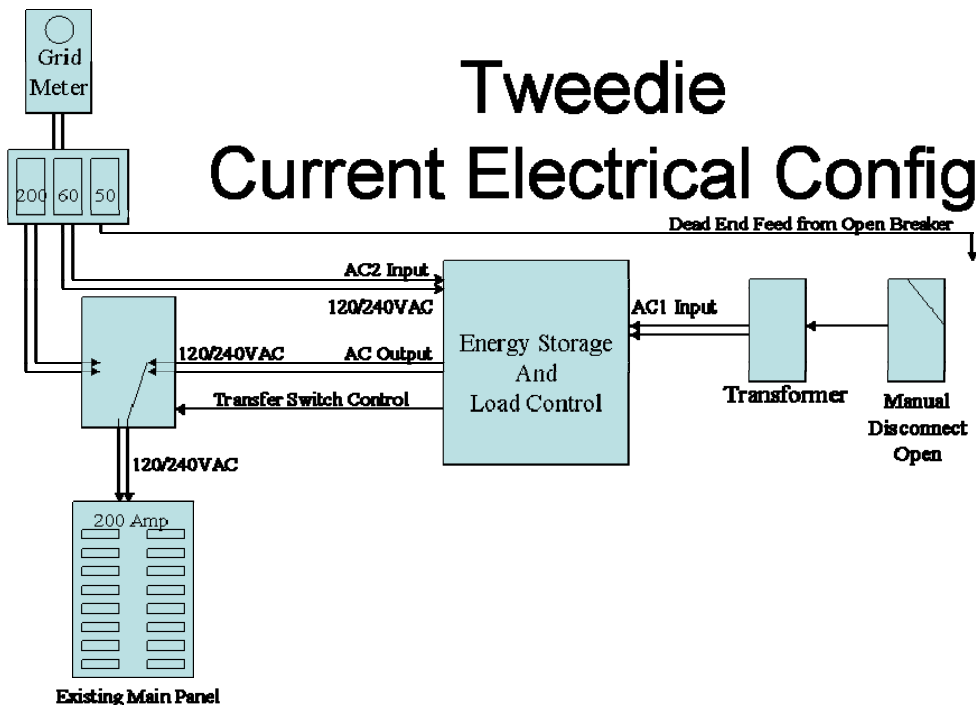 Grid
Meter
Tweedie
Current Electrical Config
200 60 50
Dead End Feed from Open Breaker
AC2 Input
120/240VAC
AC1 Input
120/240VAC
AC Output
Energy Storage
And
Load Control
Transfer Switch Control
Transformer
Manual
Disconnect
Open
120/240VAC
200 Amp
Existing Main Panel